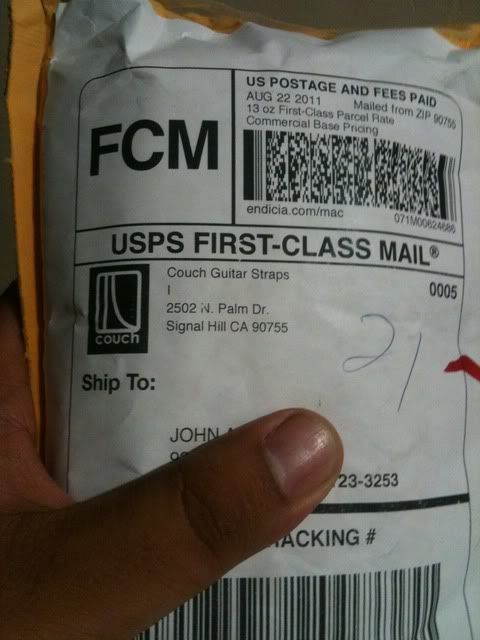 FCM
US POSTAGE AND FEES PAID
AUG 22 2011 Mailed from ZIP 90755
13 oz First-Class Parcel Rate
Commercial Base Pricing
endicia.com/mac
071M00624686
USPS FIRST-CLASS MAIL®
couch
Couch Guitar Straps
I
2502 N. Palm Dr.
Signal Hill CA 90755
0005
21
Ship To:
JOHN
23-3253
ACKING #